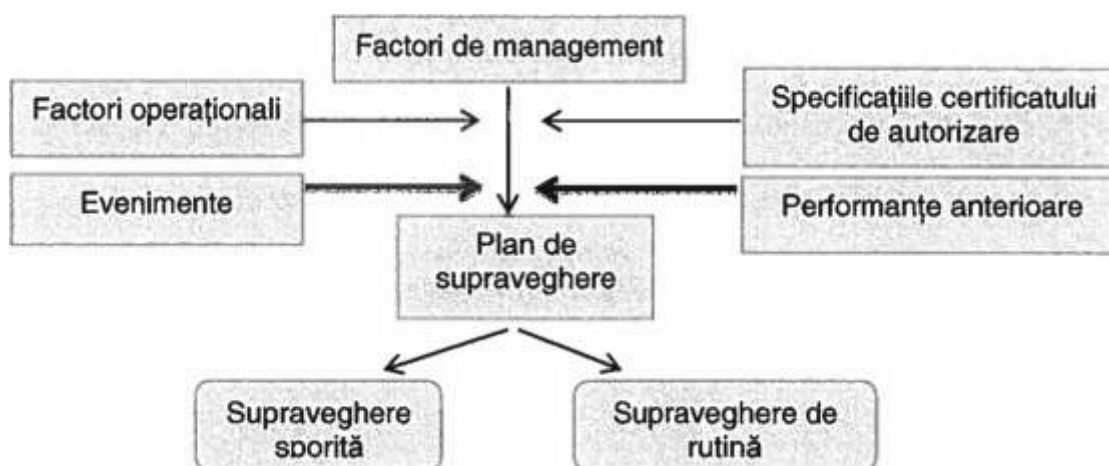 Factori de management
Factori operaționali
Specificațiile certificatului
de autorizare
Evenimente
Performanțe anterioare
Plan de
supraveghere
Supraveghere
sporită
Supraveghere de
rutină